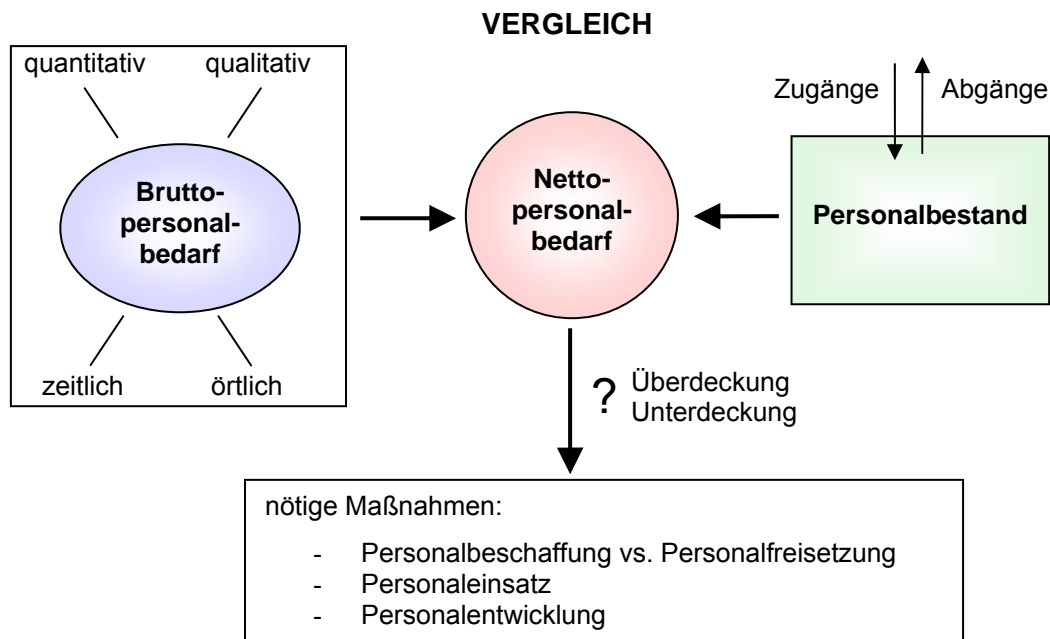 VERGLEICH
quantitativ qualitativ
Brutto-
personal-
bedarf
zeitlich örtlich
Netto-
personal-
bedarf
Zugänge Abgänge
Personalbestand
? Überdeckung
Unterdeckung
nötige Maßnahmen:
- Personalbeschaffung vs. Personalfreisetzung
- Personaleinsatz
- Personalentwicklung